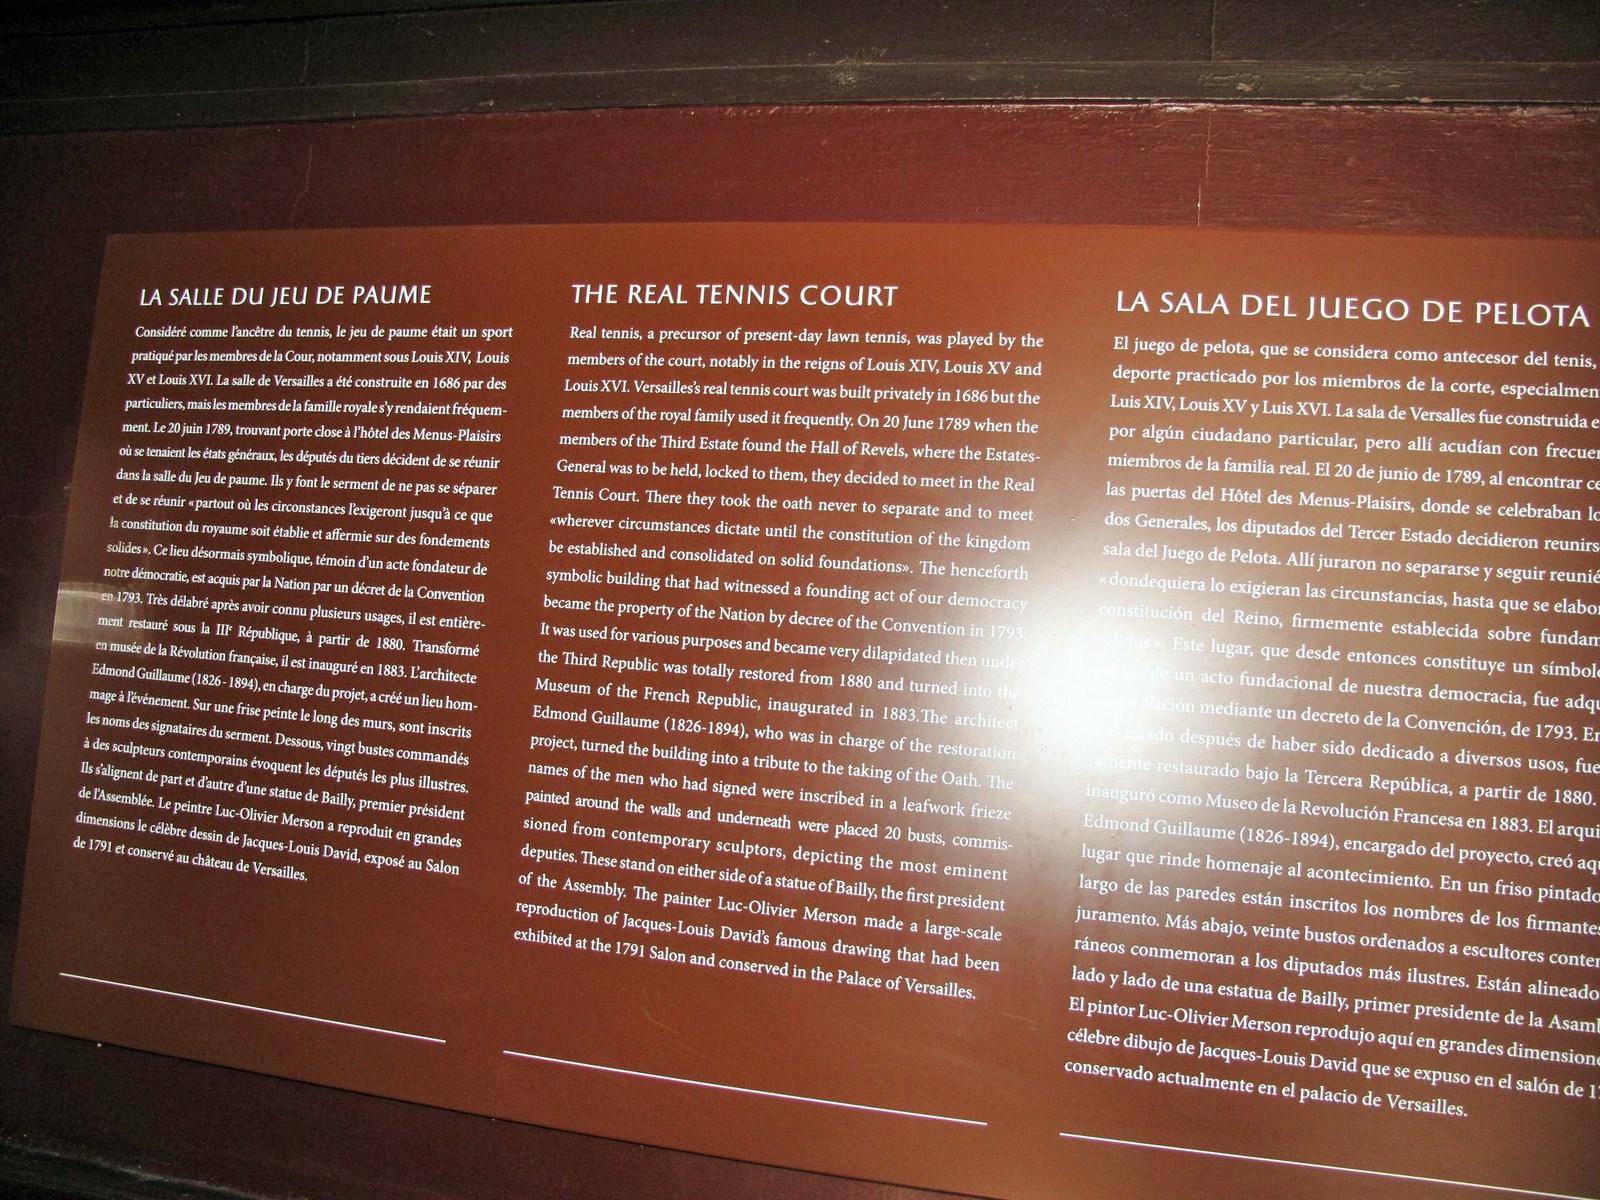 LA SALLE DU JEU DE PAUME
Considéré comme l'ancêtre du tennis, le jeu de paume était un sport
pratiqué par les membres de la Cour, notamment sous Louis XIV, Louis
XV et Louis XVI. La salle de Versailles a été construite en 1686 par des
particuliers, mais les membres de la famille royale s'y rendaient fréquem-
ment. Le 20 juin 1789, trouvant porte close à l'hôtel des Menus-Plaisirs
où se tenaient les états généraux, les députés du tiers décident de se réunir
dans la salle du Jeu de paume. Ils y font le serment de ne pas se séparer
et de se réunir « partout où les circonstances l'exigeront jusqu'à ce que
la constitution du royaume soit établie et affermie sur des fondements
solides ». Ce lieu désormais symbolique, témoin d'un acte fondateur de
notre démocratie, est acquis par la Nation par un décret de la Convention
en 1793. Très délabré après avoir connu plusieurs usages, il est entière-
ment restauré sous la IIIe République, à partir de 1880. Transformé
en musée de la Révolution française, il est inauguré en 1883. L'architecte
Edmond Guillaume (1826 - 1894), en charge du projet, a créé un lieu hom-
mage à l'événement. Sur une frise peinte le long des murs, sont inscrits
les noms des signataires du serment. Dessous, vingt bustes commandés
à des sculpteurs contemporains évoquent les députés les plus illustres.
Ils s'alignent de part et d'autre d'une statue de Bailly, premier président
de l'Assemblée. Le peintre Luc-Olivier Merson a reproduit en grandes
dimensions le célèbre dessin de Jacques-Louis David, exposé au Salon
de 1791 et conservé au château de Versailles.
THE REAL TENNIS COURT
Real tennis, a precursor of present-day lawn tennis, was played by the
members of the court, notably in the reigns of Louis XIV, Louis XV and
Louis XVI. Versailles's real tennis court was built privately in 1686 but the
members of the royal family used it frequently. On 20 June 1789 when the
members of the Third Estate found the Hall of Revels, where the Estates-
General was to be held, locked to them, they decided to meet in the Real
Tennis Court. There they took the oath never to separate and to meet
«wherever circumstances dictate until the constitution of the kingdom
be established and consolidated on solid foundations». The henceforth
symbolic building that had witnessed a founding act of our democracy
became the property of the Nation by decree of the Convention in 1793.
It was used for various purposes and became very dilapidated then under
the Third Republic was totally restored from 1880 and turned into the
Museum of the French Republic, inaugurated in 1883.The architect
Edmond Guillaume (1826-1894), who was in charge of the restoration
project, turned the building into a tribute to the taking of the Oath. The
names of the men who had signed were inscribed in a leafwork frieze
painted around the walls and underneath were placed 20 busts, commis-
sioned from contemporary sculptors, depicting the most eminent
deputies. These stand on either side of a statue of Bailly, the first president
of the Assembly. The painter Luc-Olivier Merson made a large-scale
reproduction of Jacques-Louis David's famous drawing that had been
exhibited at the 1791 Salon and conserved in the Palace of Versailles.
LA SALA DEL JUEGO DE PELOTA
El juego de pelota, que se considera como antecesor del tenis,
deporte practicado por los miembros de la corte, especialmen
Luis XIV, Louis XV y Luis XVI. La sala de Versalles fue construida e
por algún ciudadano particular, pero allí acudían con frecuen
miembros de la familia real. El 20 de junio de 1789, al encontrar ce
las puertas del Hôtel des Menus-Plaisirs, donde se celebraban lo
dos Generales, los diputados del Tercer Estado decidieron reunirs
sala del Juego de Pelota. Allí juraron no separarse y seguir reunié
« dondequiera lo exigieran las circunstancias, hasta que se elabor
constitución del Reino, firmemente establecida sobre fundam
sólidos ». Este lugar, que desde entonces constituye un símbolo
de un acto fundacional de nuestra democracia, fue adqu
Nación mediante un decreto de la Convención, de 1793. En
estado después de haber sido dedicado a diversos usos, fue
ramente restaurado bajo la Tercera República, a partir de 1880.
inauguró como Museo de la Revolución Francesa en 1883. El arqui
Edmond Guillaume (1826-1894), encargado del proyecto, creó aqu
lugar que rinde homenaje al acontecimiento. En un friso pintado
largo de las paredes están inscritos los nombres de los firmantes
juramento. Más abajo, veinte bustos ordenados a escultores conte
ráneos conmemoran a los diputados más ilustres. Están alineado
lado y lado de una estatua de Bailly, primer presidente de la Asamb
El pintor Luc-Olivier Merson reprodujo aquí en grandes dimensione
célebre dibujo de Jacques-Louis David que se expuso en el salón de 17
conservado actualmente en el palacio de Versailles.